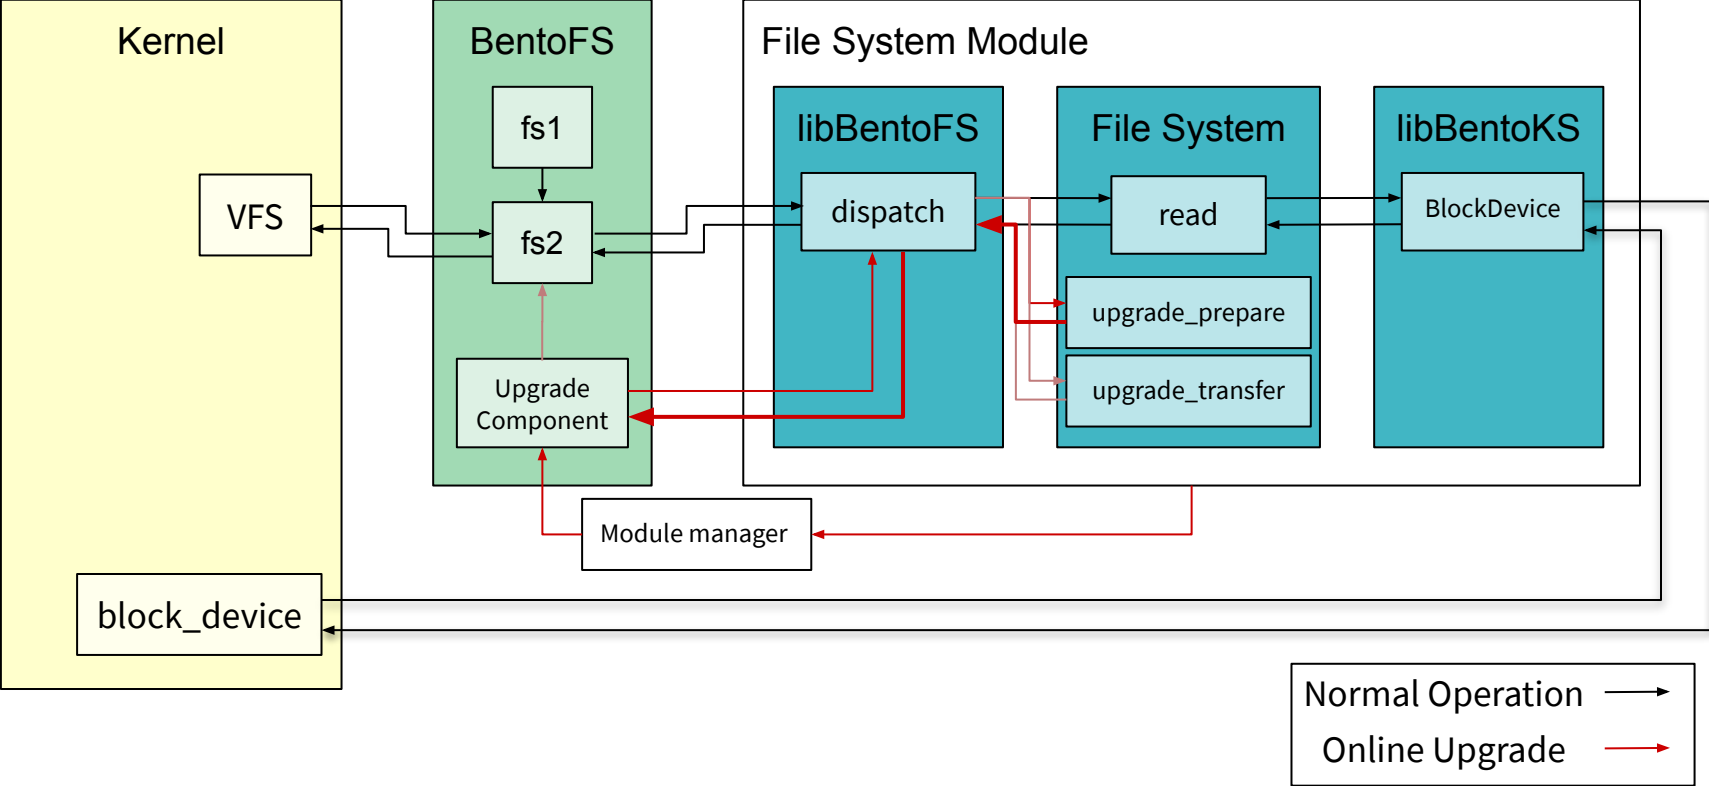 Kernel
VFS
block_device
BentoFS
fs1
fs2
Upgrade
Component
Module manager
File System Module
libBentoFS
dispatch
File System
read
upgrade_prepare
upgrade_transfer
libBentoKS
BlockDevice
Normal Operation
Online Upgrade